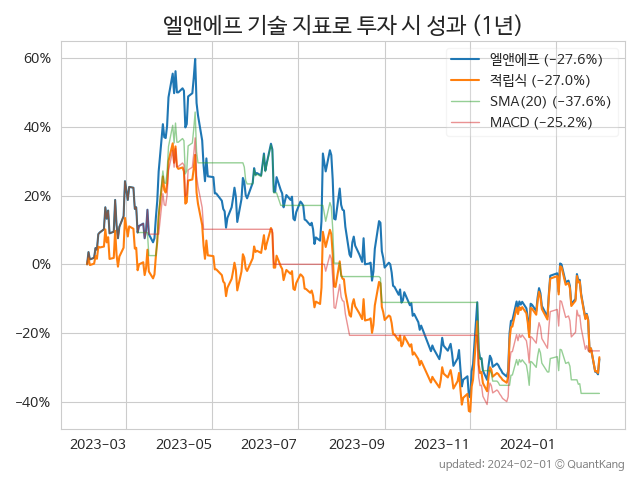 엘앤에프 기술 지표로 투자 시 성과 (1년)
엘앤에프 (−27.6%)
적립식 (−27.0%)
SMA(20) (−37.6%)
MACD (−25.2%)
60%
40%
20%
0%
−20%
−40%
2023-03
2023-05
2023-07
2023-09
2023-11
2024-01
updated: 2024-02-01 © QuantKang